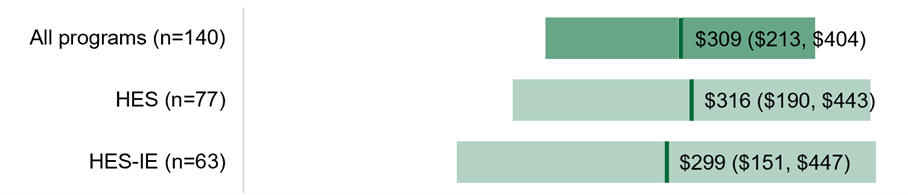 All programs (n=140) $309 ($213, $404)
HES (n=77) $316 ($190, $443)
HES-IE (n=63) $299 ($151, $447)